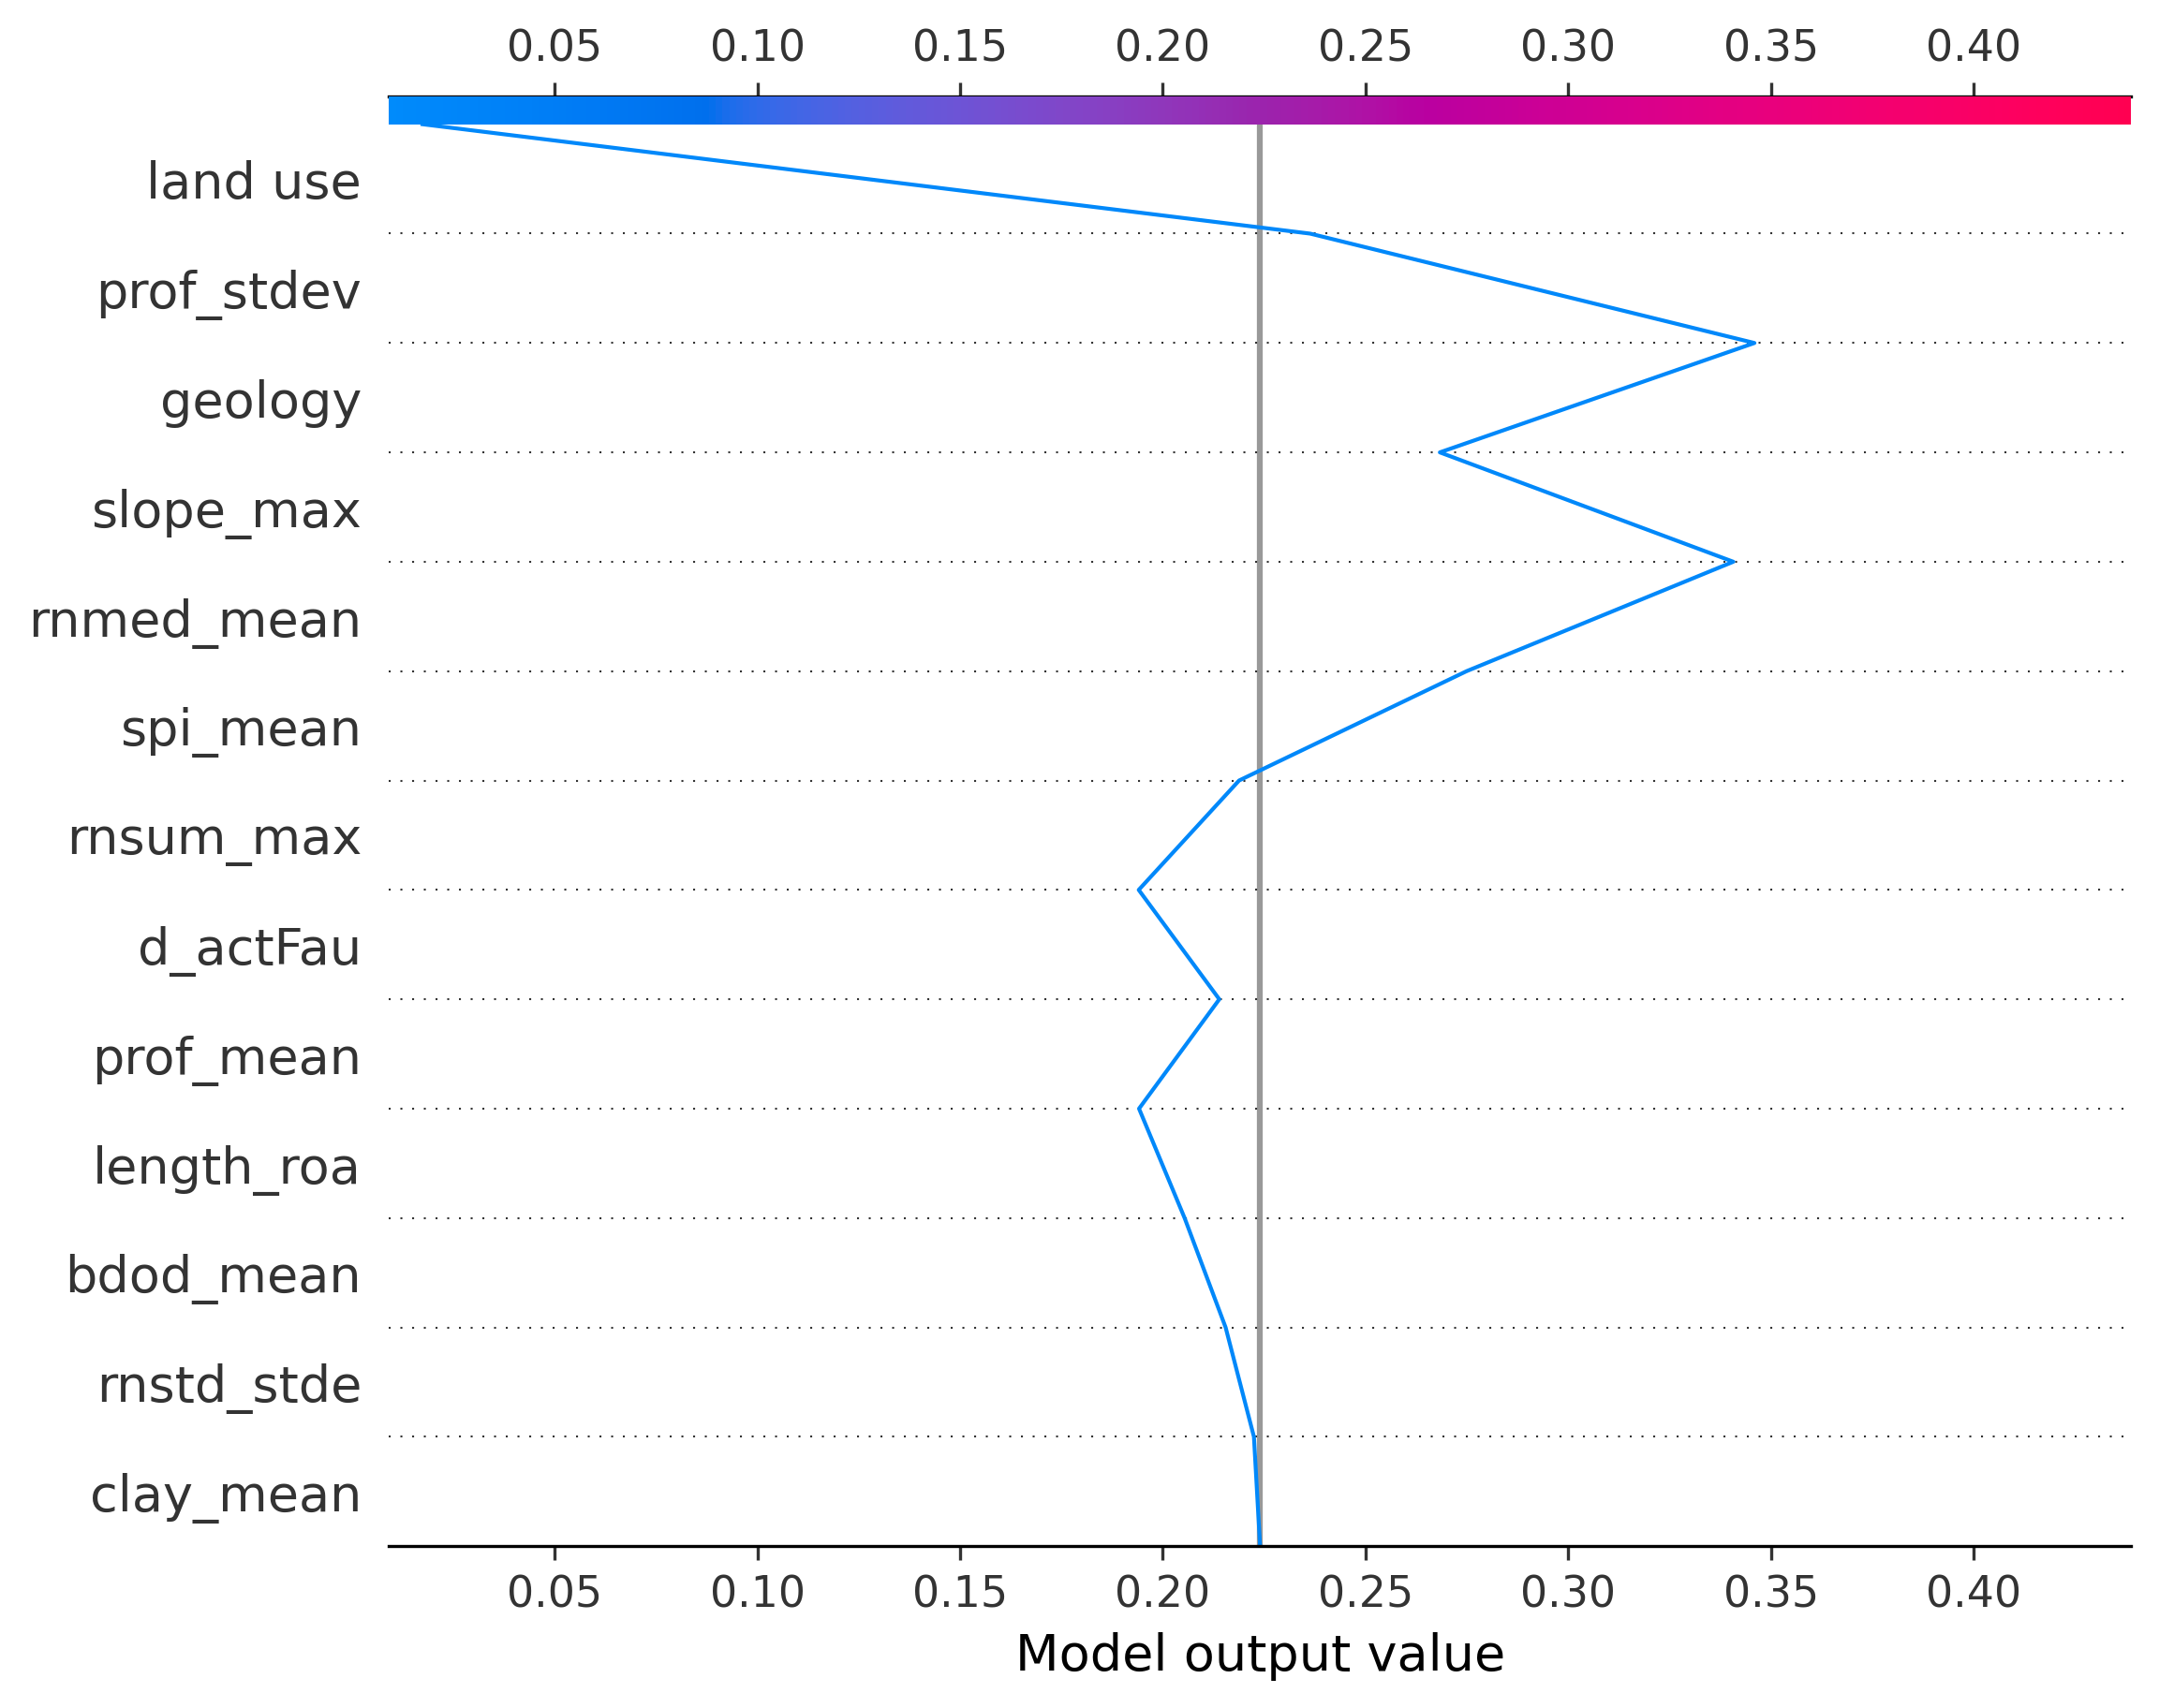 0.05 0.10 0.15 0.20 0.25 0.30 0.35 0.40
land use
prof_stdev
geology
slope_max
rnmed_mean
spi_mean
rnsum_max
d_actFau
prof_mean
length_roa
bdod_mean
rnstd_stde
clay_mean
0.05 0.10 0.15 0.20 0.25 0.30 0.35 0.40
Model output value